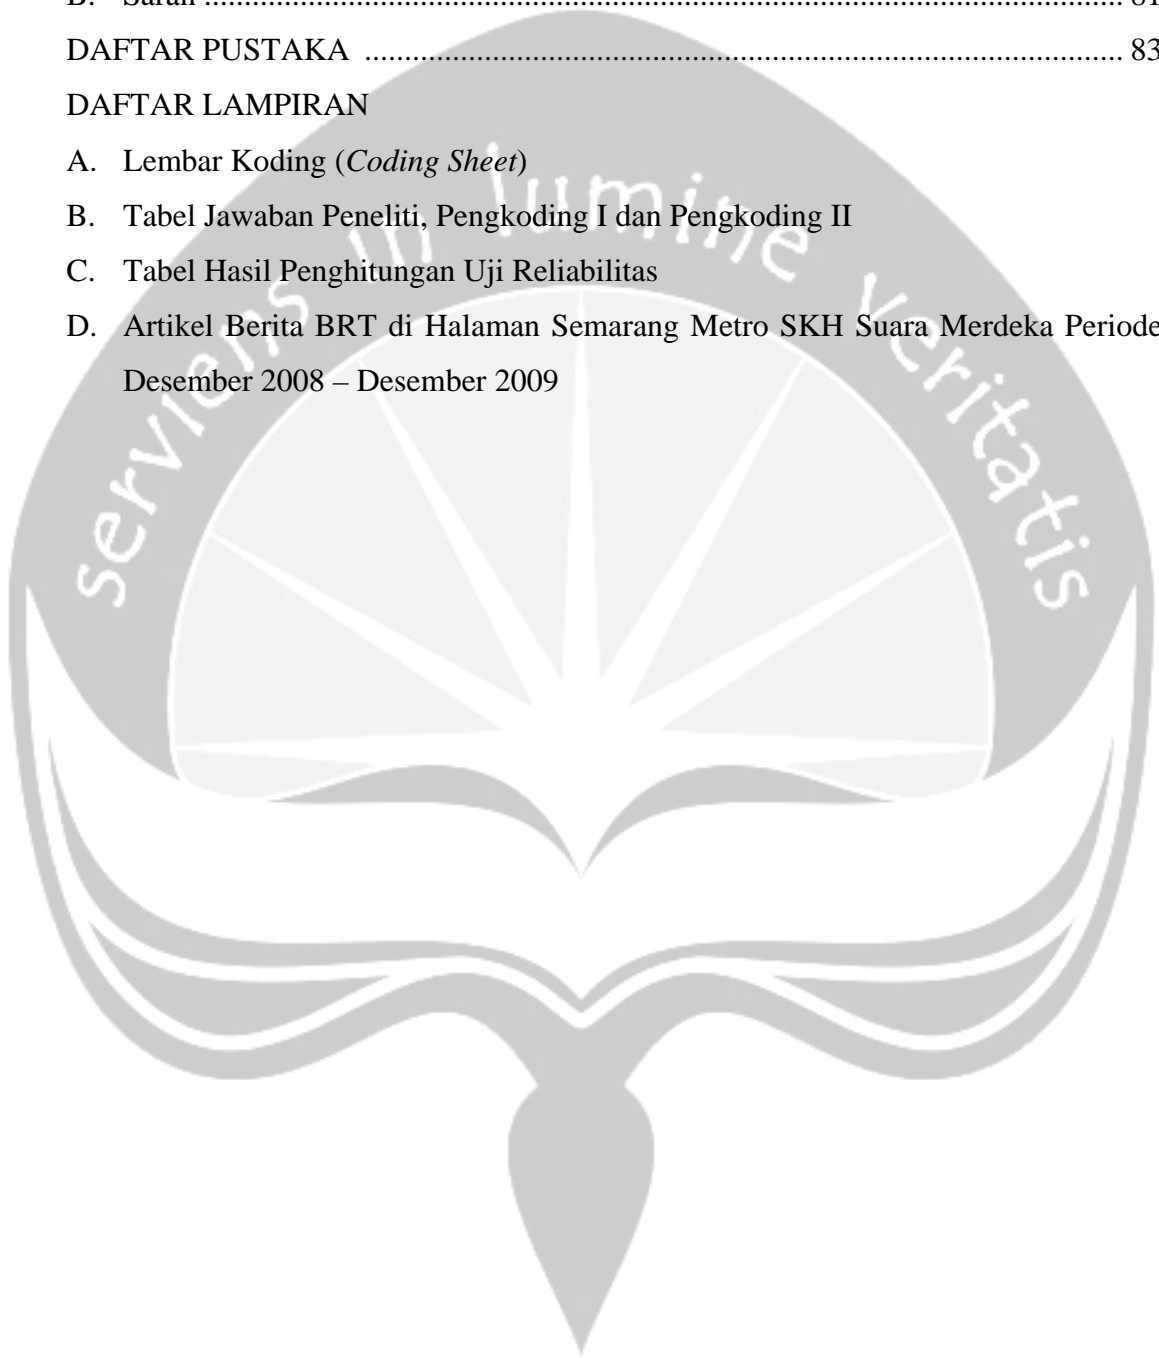 B. Saran ........................................................................................................................ 81
DAFTAR PUSTAKA .................................................................................................. 83
DAFTAR LAMPIRAN
A. Lembar Koding (Coding Sheet)
B. Tabel Jawaban Peneliti, Pengkoding I dan Pengkoding II
C. Tabel Hasil Penghitungan Uji Reliabilitas
D. Artikel Berita BRT di Halaman Semarang Metro SKH Suara Merdeka Periode
Desember 2008 – Desember 2009
serviens in lumine veritatis